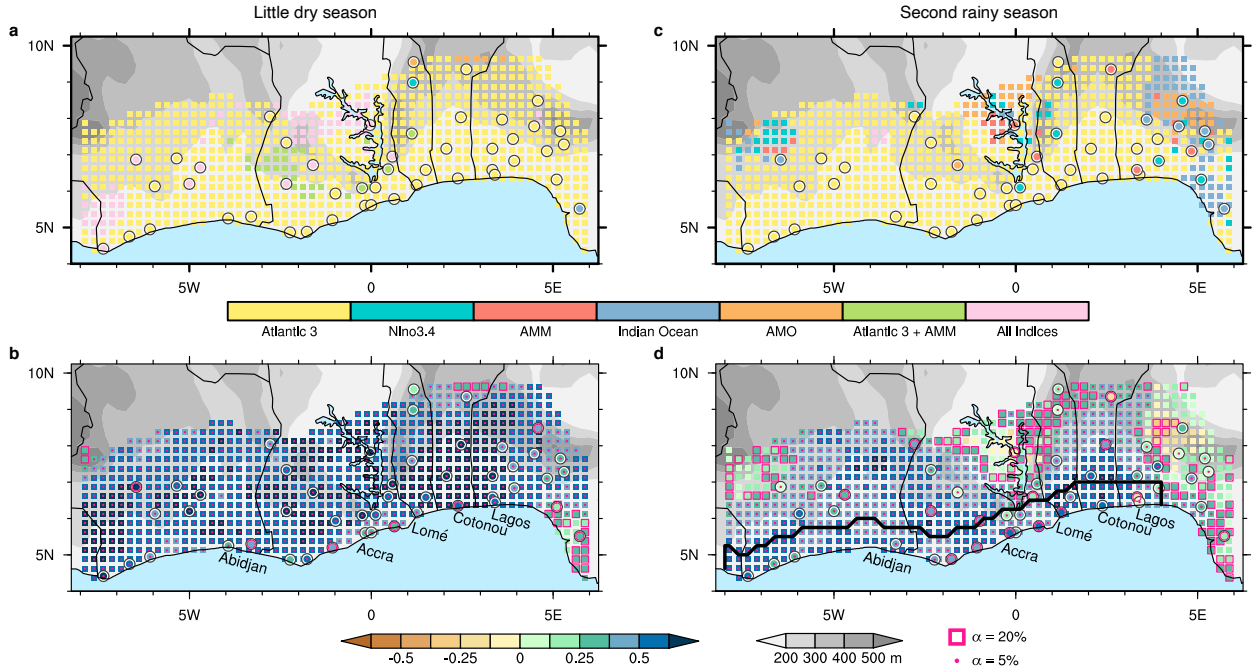 Little dry season
Second rainy season
a
c
10N
10N
5N
5N
5W
0
5E
5W
0
5E
Atlantic 3
Nino3.4
AMM
Indian Ocean
AMO
Atlantic 3 + AMM
All Indices
b
d
10N
10N
5N
5N
Abidjan
Accra
Lomé
Cotonou
Lagos
Abidjan
Accra
Lomé
Cotonou
Lagos
5W
0
5E
5W
0
5E
-0.5
-0.25
0
0.25
0.5
200 300 400 500 m
α = 20%
α = 5%